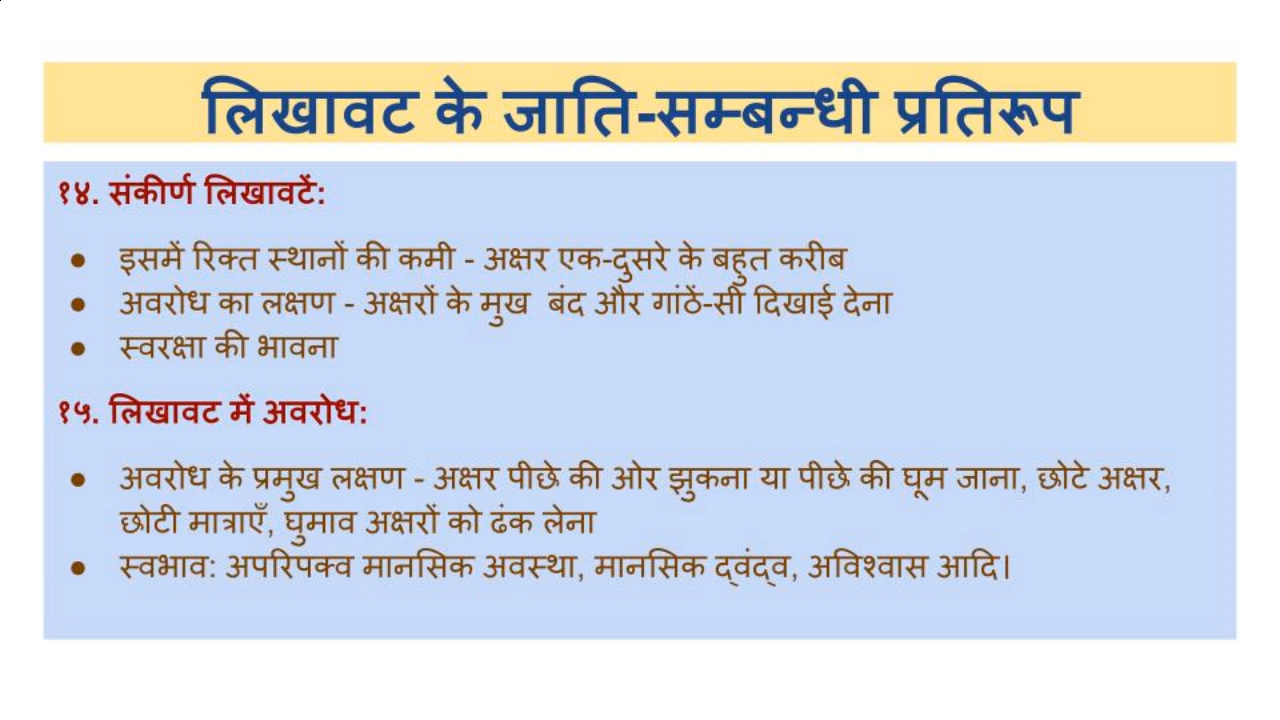 लिखावट के जाति-सम्बन्धी प्रतिरूप
१४. संकीर्ण लिखावटें:
● इसमें रिक्त स्थानों की कमी - अक्षर एक-दुसरे के बहुत करीब
● अवरोध का लक्षण - अक्षरों के मुख बंद और गांठें-सी दिखाई देना
● स्वरक्षा की भावना
१५. लिखावट में अवरोध:
● अवरोध के प्रमुख लक्षण - अक्षर पीछे की ओर झुकना या पीछे की घूम जाना, छोटे अक्षर,
छोटी मात्राएँ, घुमाव अक्षरों को ढंक लेना
● स्वभाव: अपरिपक्व मानसिक अवस्था, मानसिक द्वंद्व, अविश्वास आदि।